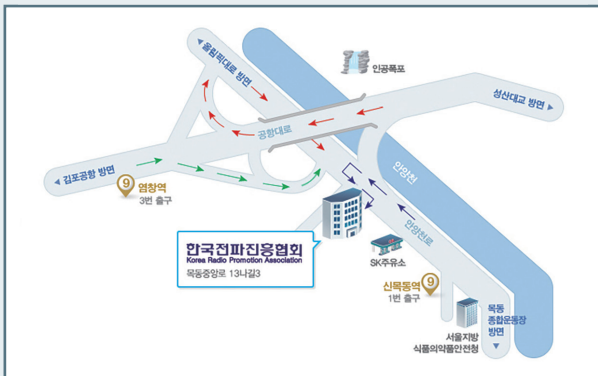 올림픽대로 방면
인공폭포
성산대교 방면
공항대로
김포공항 방면
안양천
9
염창역
3번 출구
한국전파진흥협회
Korea Radio Promotion Association
목동중앙로 13나길3
안양천로
SK주유소
신목동역
1번 출구
9
목동
종합운동장
방면
서울지방
식품의약품안전청